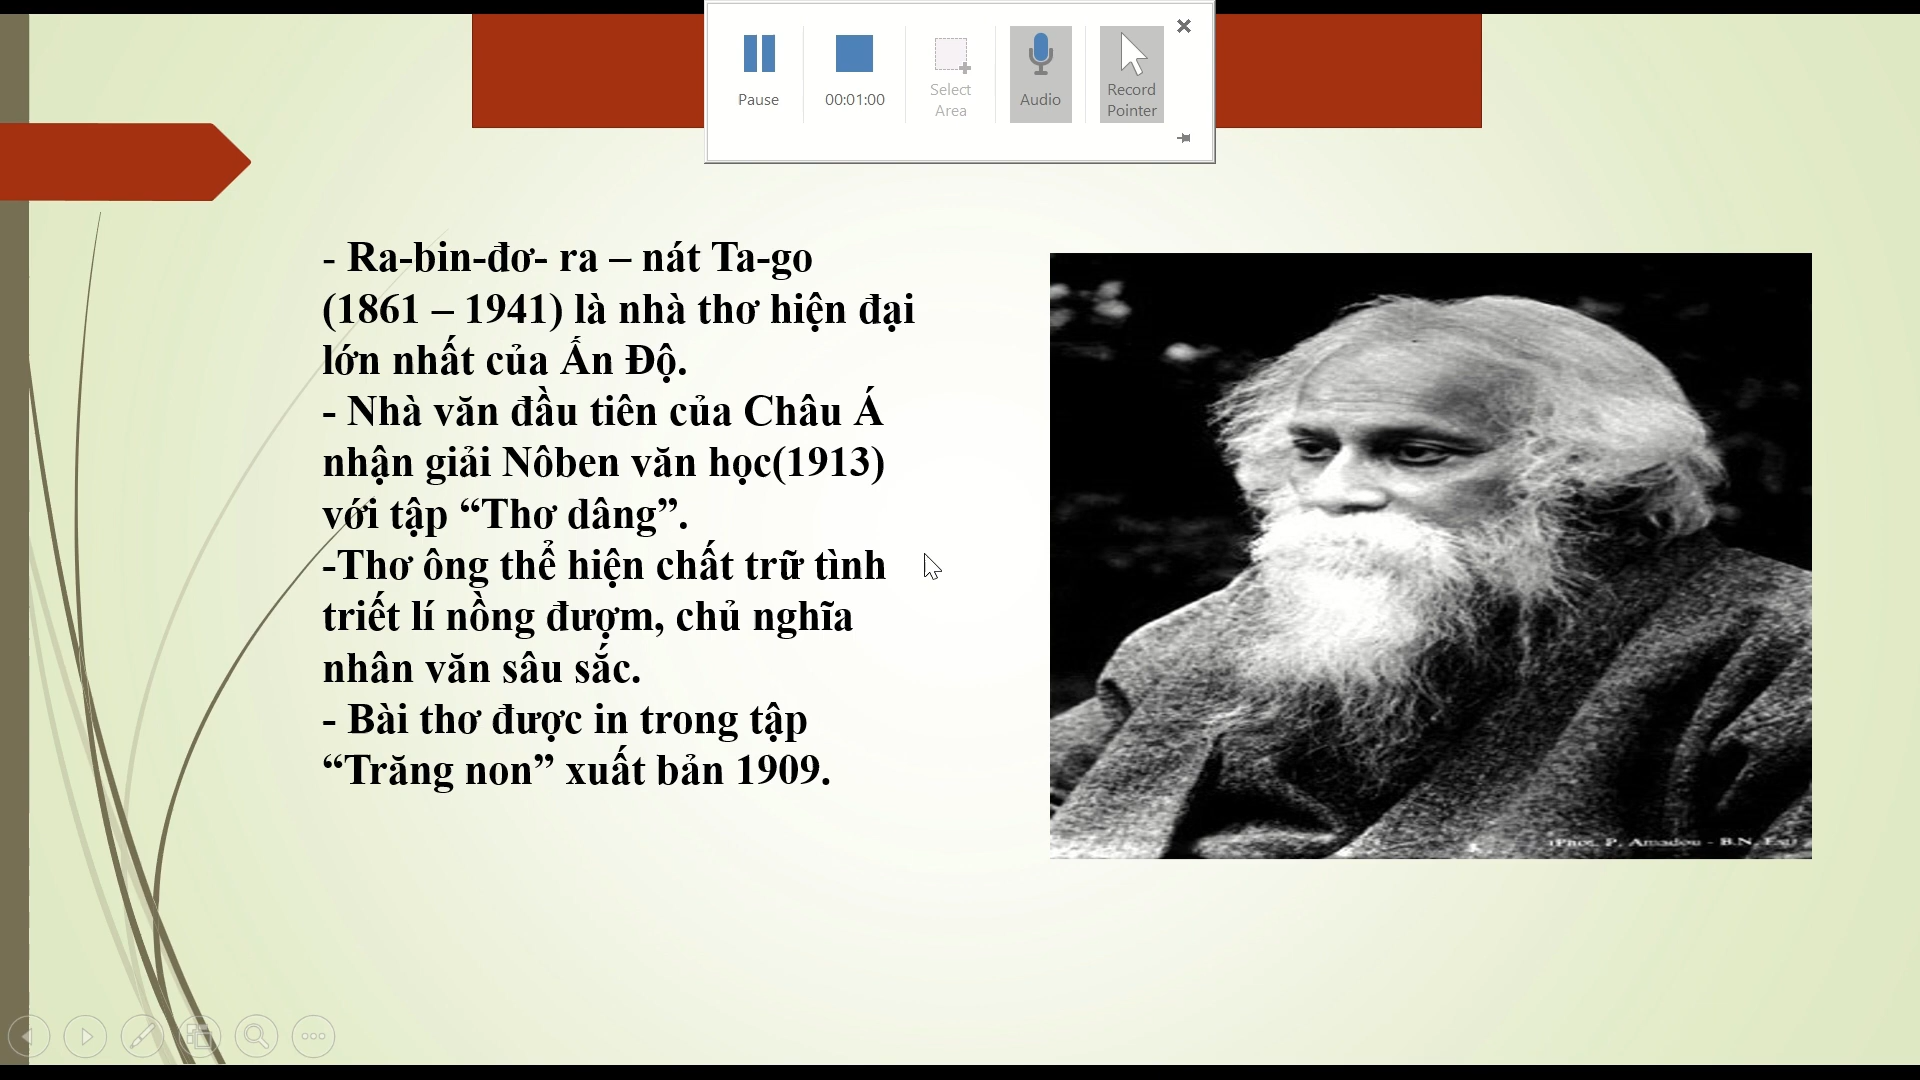 Pause
00:01:00
Select
Area
Audio
Record
Pointer
- Ra-bin-đơ- ra – nát Ta-go
(1861 – 1941) là nhà thơ hiện đại
lớn nhất của Ấn Độ.
- Nhà văn đầu tiên của Châu Á
nhận giải Nôben văn học(1913)
với tập “Thơ dâng”.
-Thơ ông thể hiện chất trữ tình
triết lí nồng đượm, chủ nghĩa
nhân văn sâu sắc.
- Bài thơ được in trong tập
“Trăng non” xuất bản 1909.
P. Amadou - B.N.